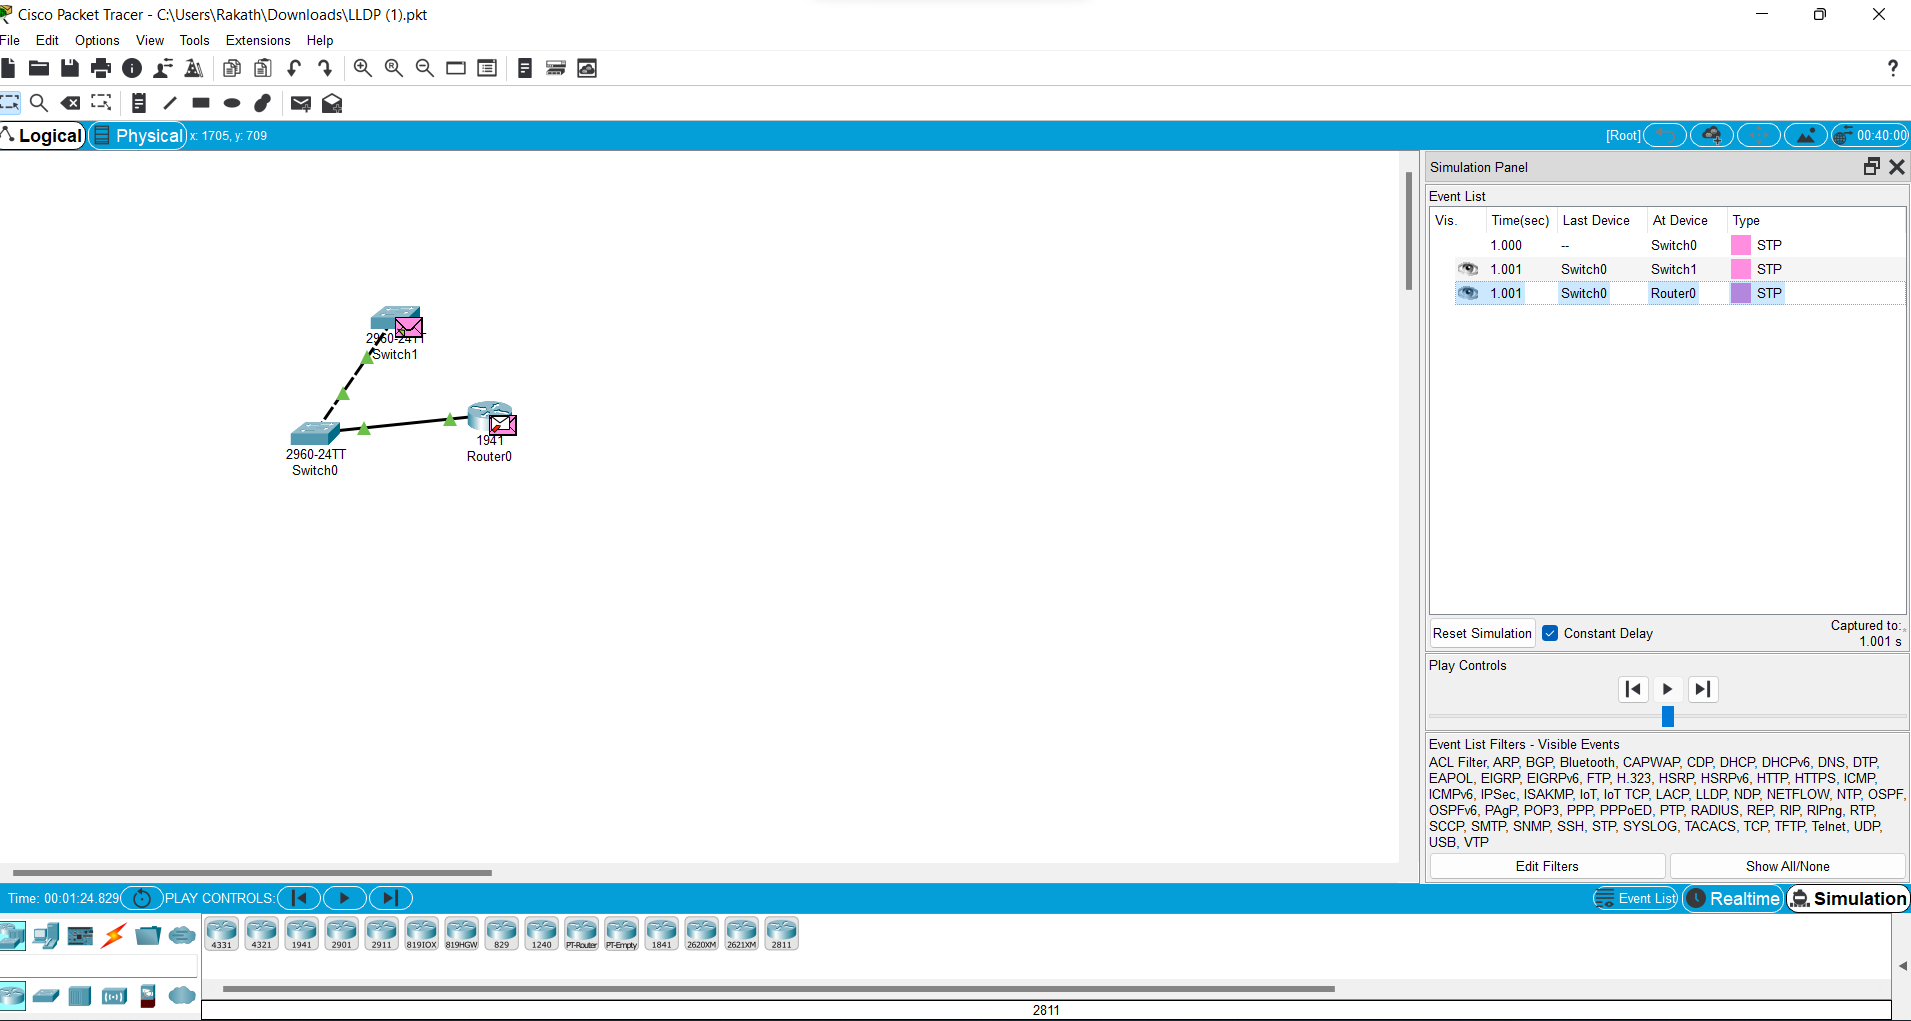 Cisco Packet Tracer - C:\Users\Rakath\Downloads\LLDP (1).pkt
File Edit Options View Tools Extensions Help
?
Logical Physical x: 1705, y: 709 [Root] 00:40:00
Simulation Panel
Event List
Vis. Time(sec) Last Device At Device Type
1.000 -- Switch0 STP
1.001 Switch0 Switch1 STP
1.001 Switch0 Router0 STP
2960-24TT
Switch1
1941
Router0
2960-24TT
Switch0
Reset Simulation Constant Delay Captured to:
1.001 s
Play Controls
Event List Filters - Visible Events
ACL Filter, ARP, BGP, Bluetooth, CAPWAP, CDP, DHCP, DHCPv6, DNS, DTP,
EAPOL, EIGRP, EIGRPv6, FTP, H.323, HSRP, HSRPv6, HTTP, HTTPS, ICMP,
ICMPv6, IPSec, ISAKMP, IoT, IoT TCP, LACP, LLDP, NDP, NETFLOW, NTP, OSPF,
OSPFv6, PAgP, POP3, PPP, PPPoED, PTP, RADIUS, REP, RIP, RIPng, RTP,
SCCP, SMTP, SNMP, SSH, STP, SYSLOG, TACACS, TCP, TFTP, Telnet, UDP,
USB, VTP
Edit Filters Show All/None
Time: 00:01:24.829 PLAY CONTROLS: Event List Realtime Simulation
4331 4321 1941 2901 2911 819IOX 819HGW 829 1240 PT-Router PT-Empty 1841 2620XM 2621XM 2811
2811